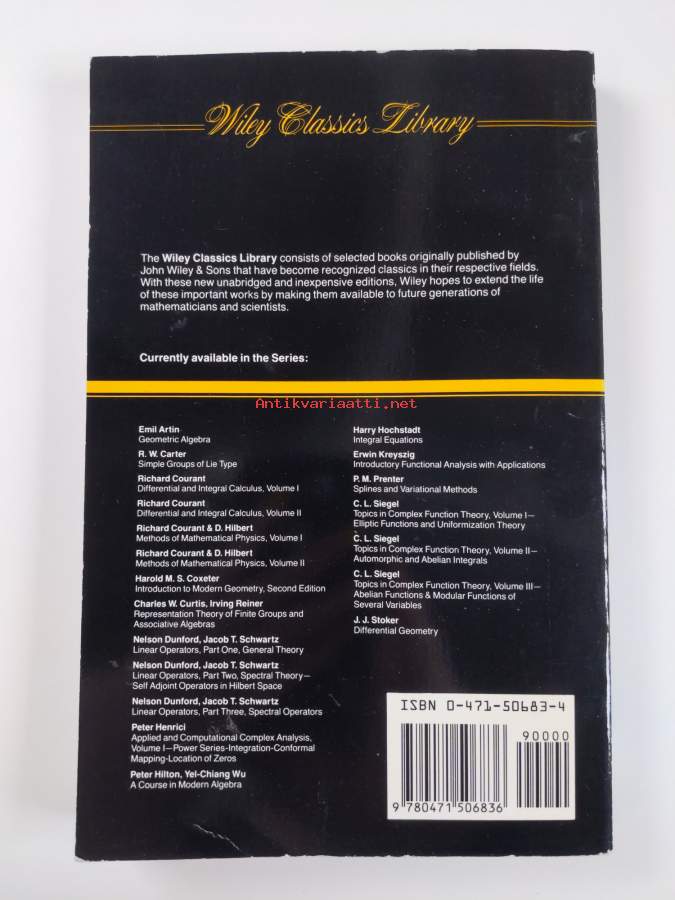 Wiley Classics Library
The Wiley Classics Library consists of selected books originally published by
John Wiley & Sons that have become recognized classics in their respective fields.
With these new unabridged and inexpensive editions, Wiley hopes to extend the life
of these important works by making them available to future generations of
mathematicians and scientists.
Currently available in the Series:
Antikvariaatti.net
Emil Artin
Geometric Algebra
R. W. Carter
Simple Groups of Lie Type
Richard Courant
Differential and Integral Calculus, Volume I
Richard Courant
Differential and Integral Calculus, Volume II
Richard Courant & D. Hilbert
Methods of Mathematical Physics, Volume I
Richard Courant & D. Hilbert
Methods of Mathematical Physics, Volume II
Harold M. S. Coxeter
Introduction to Modern Geometry, Second Edition
Charles W. Curtis, Irving Reiner
Representation Theory of Finite Groups and
Associative Algebras
Nelson Dunford, Jacob T. Schwartz
Linear Operators, Part One, General Theory
Nelson Dunford, Jacob T. Schwartz
Linear Operators, Part Two, Spectral Theory—
Self Adjoint Operators in Hilbert Space
Nelson Dunford, Jacob T. Schwartz
Linear Operators, Part Three, Spectral Operators
Peter Henrici
Applied and Computational Complex Analysis,
Volume I—Power Series-Integration-Conformal
Mapping-Location of Zeros
Peter Hilton, Yel-Chiang Wu
A Course in Modern Algebra
Harry Hochstadt
Integral Equations
Erwin Kreyszig
Introductory Functional Analysis with Applications
P. M. Prenter
Splines and Variational Methods
C. L. Siegel
Topics in Complex Function Theory, Volume I—
Elliptic Functions and Uniformization Theory
C. L. Siegel
Topics in Complex Function Theory, Volume II—
Automorphic and Abelian Integrals
C. L. Siegel
Topics in Complex Function Theory, Volume III—
Abelian Functions & Modular Functions of
Several Variables
J. J. Stoker
Differential Geometry
ISBN 0-471-50683-4
90000
9 780471 506836